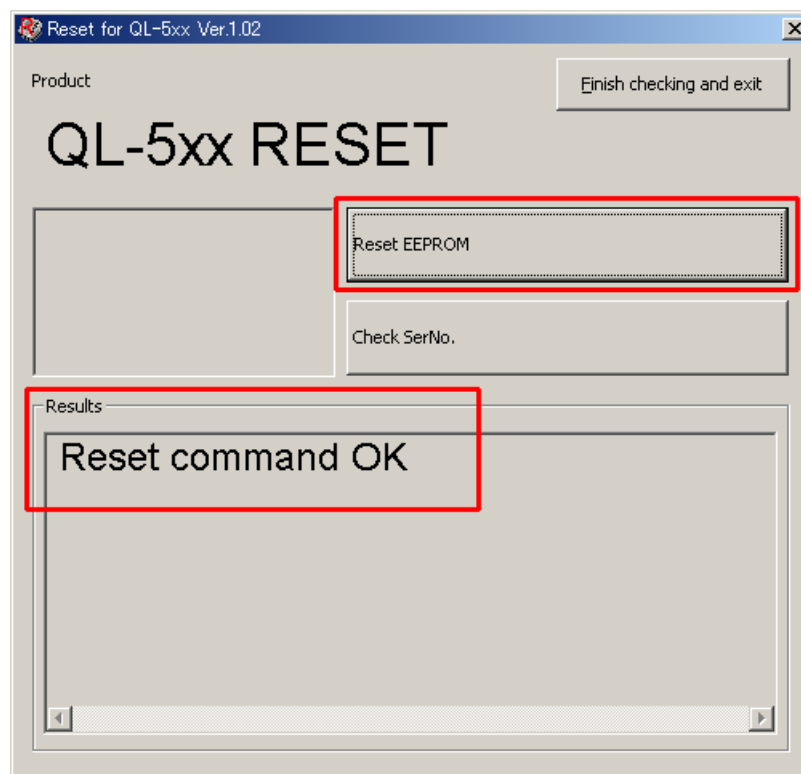 Reset for QL-5xx Ver.1.02
Product
Finish checking and exit
QL-5xx RESET
Reset EEPROM
Check SerNo.
Results
Reset command OK